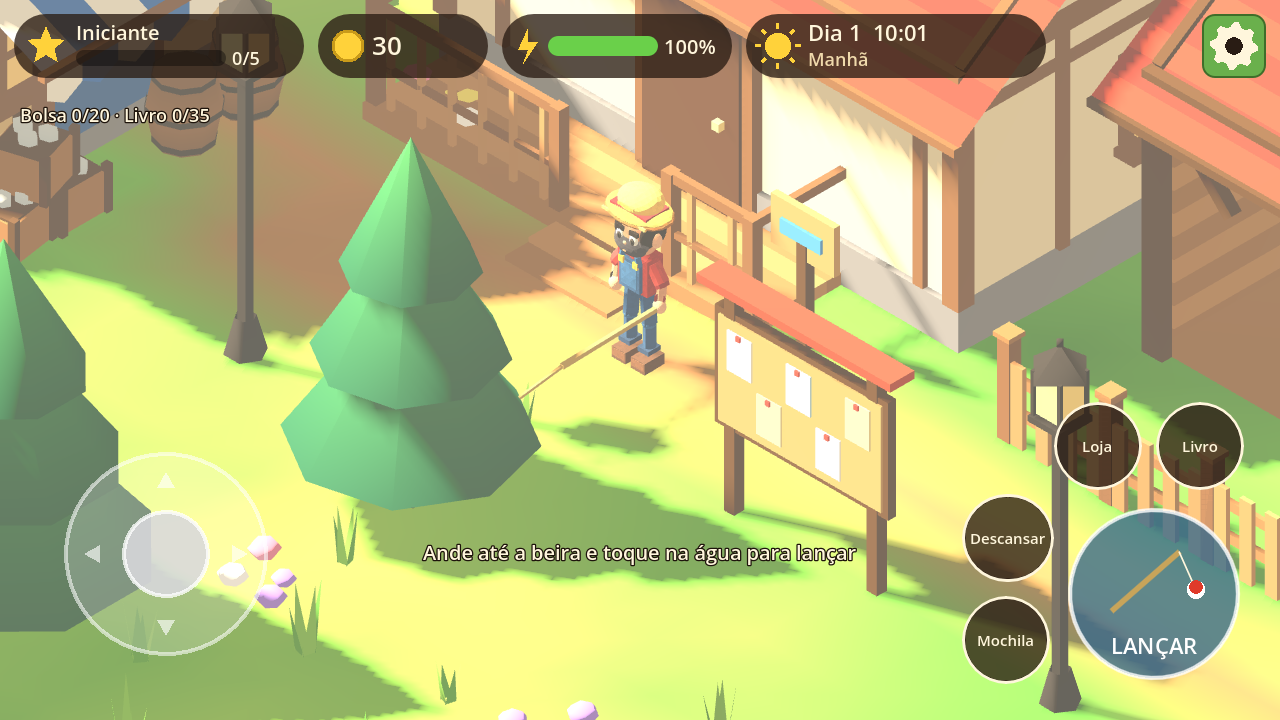 Iniciante
0/5
30
100%
Dia 1 10:01
Manhã
Bolsa 0/20 · Livro 0/35
Loja
Livro
Descansar
Ande até a beira e toque na água para lançar
Mochila
LANÇAR